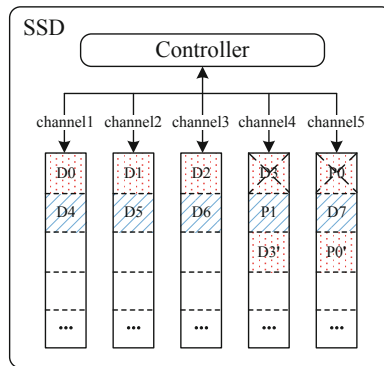 SSD
Controller
channel1 channel2 channel3 channel4 channel5
D0 D1 D2 D3 P0
D4 D5 D6 P1 D7
D3' P0'
... ... ... ... ...